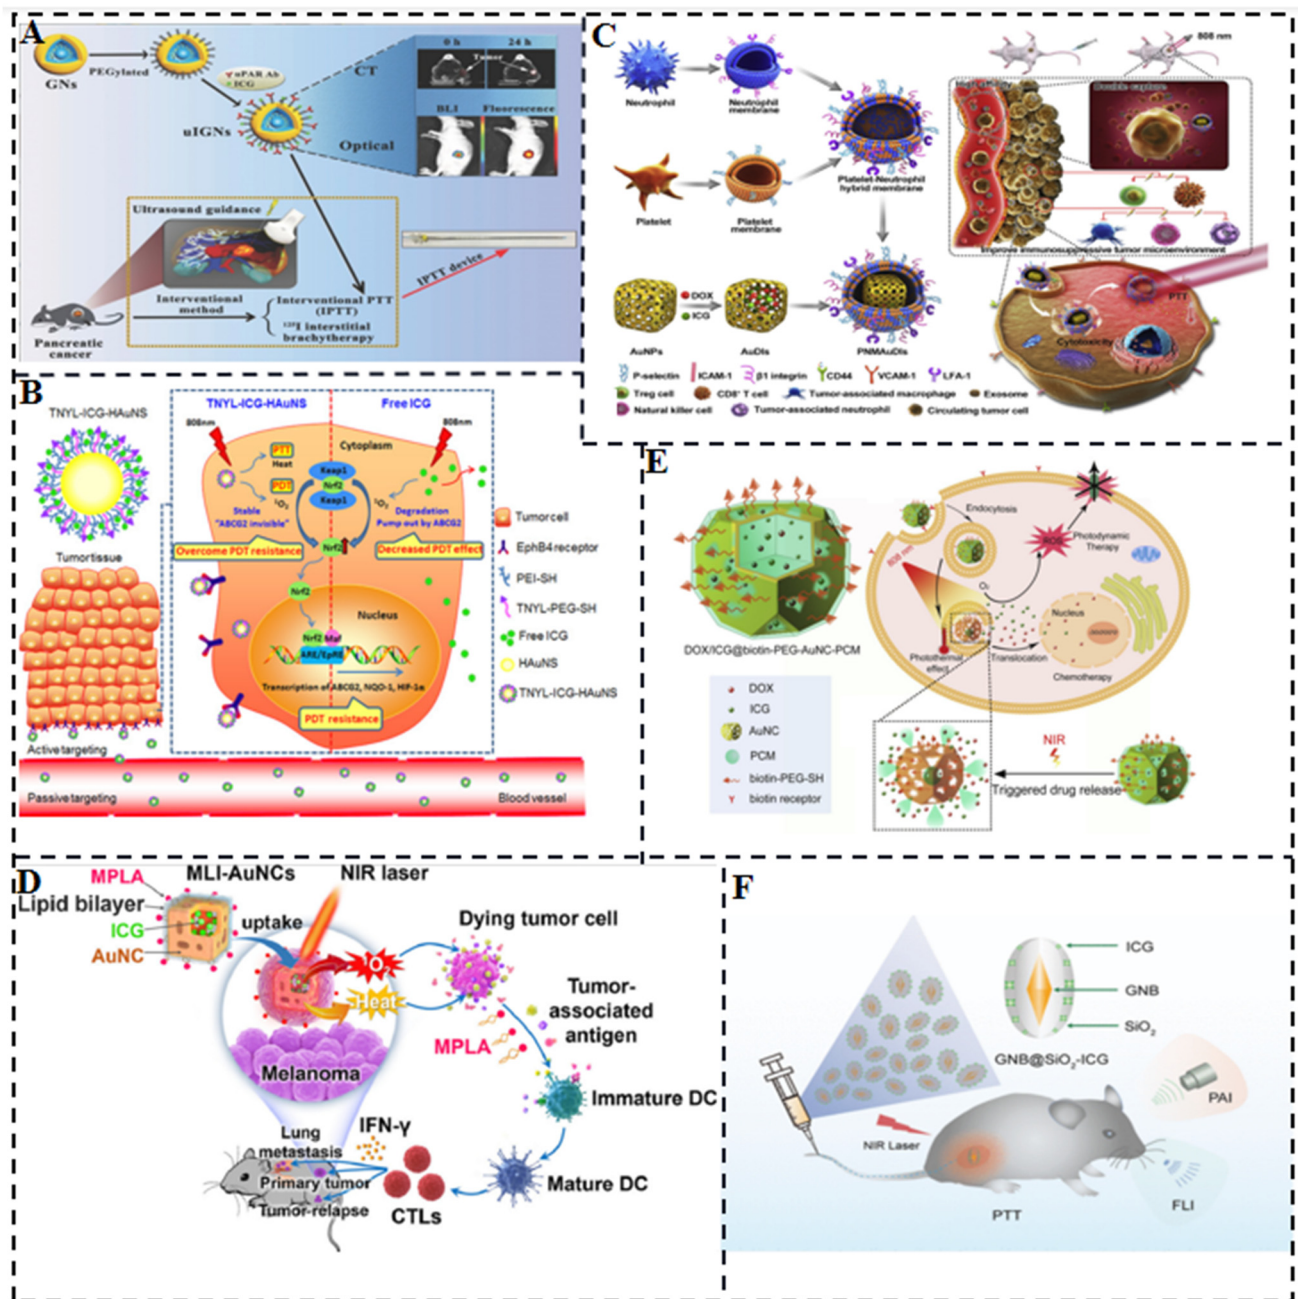 A
GNs
PEGylated
uPAR Ab
ICG
uIGNs
CT
Optical
0 h
24 h
Tumor
BLI
Fluorescence
Ultrasound guidance
Interventional
method
Interventional PTT
(IPTT)
125I interstitial
brachytherapy
Pancreatic
cancer
IPTT device
C
Neutrophil
Neutrophil
membrane
Platelet-Neutrophil
hybrid membrane
Platelet
Platelet
membrane
DOX
ICG
AuNPs
AuDIs
PNMAuDIs
808 nm
Double capture
Improve immunosuppressive tumor microenvironment
PTT
Cytotoxicity
P-selectin
ICAM-1
β1 integrin
CD44
VCAM-1
LFA-1
Treg cell
CD8+ T cell
Tumor-associated macrophage
Exosome
Natural killer cell
Tumor-associated neutrophil
Circulating tumor cell
B
TNYL-ICG-HAuNS
Tumor tissue
TNYL-ICG-HAuNS
Free ICG
808nm
808nm
Cytoplasm
PTT
Heat
PDT
¹O₂
Keap1
Nrf2
Keap1
¹O₂
Stable
"ABCG2 invisible"
Degradation
Pump out by ABCG2
Overcome PDT resistance
Nrf2
Decreased PDT effect
Nrf2
Nucleus
Nrf2 Maf
ARE/EpRE
Transcription of ABCG2, NQO-1, HIF-1α
PDT resistance
Tumor cell
EphB4 receptor
PEI-SH
TNYL-PEG-SH
Free ICG
HAuNS
TNYL-ICG-HAuNS
Active targeting
Passive targeting
Blood vessel
E
DOX/ICG@biotin-PEG-AuNC-PCM
DOX
ICG
AuNC
PCM
biotin-PEG-SH
biotin receptor
Endocytosis
808 nm
ROS
Photodynamic
Therapy
O₂
Nucleus
Photothermal
effect
Translocation
Chemotherapy
NIR
Triggered drug release
D
MPLA
MLI-AuNCs
NIR laser
Lipid bilayer
ICG
AuNC
uptake
¹O₂
Heat
Melanoma
Dying tumor cell
Tumor-
associated
antigen
MPLA
Immature DC
Mature DC
IFN-γ
CTLs
Lung
metastasis
Primary tumor
Tumor-relapse
F
ICG
GNB
SiO₂
GNB@SiO₂-ICG
NIR Laser
PAI
FLI
PTT